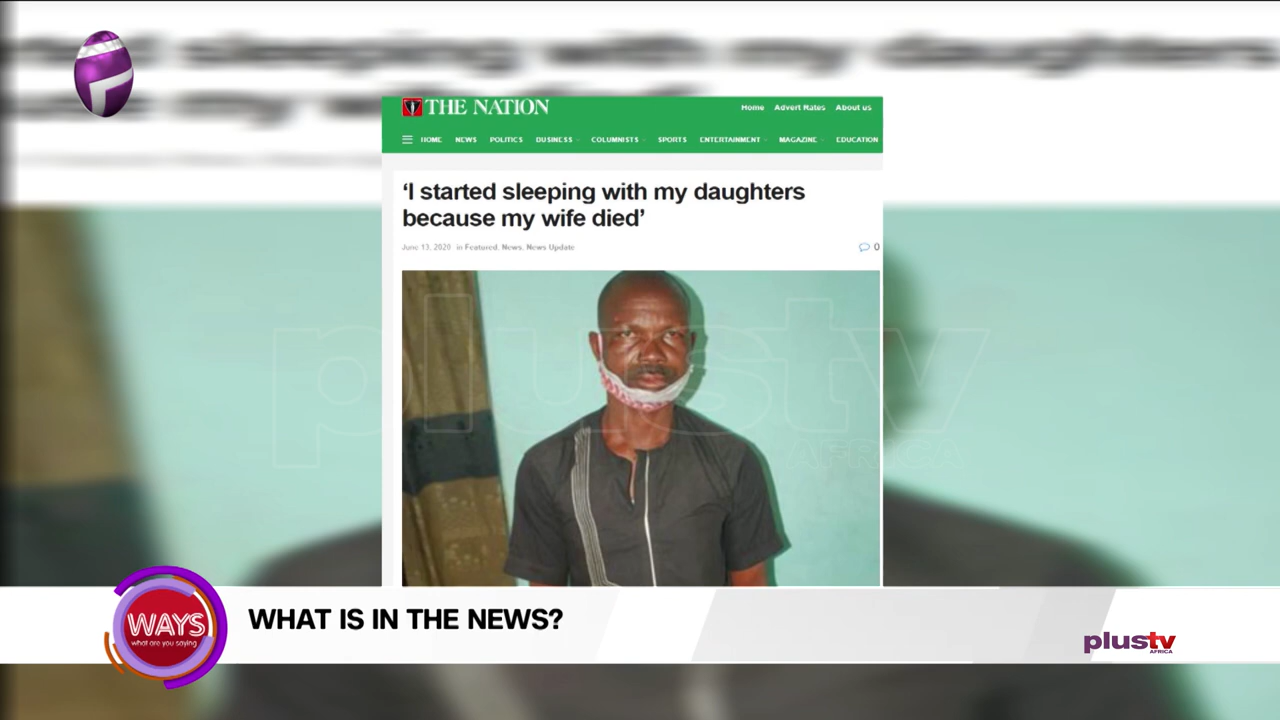 THE NATION
Home Advert Rates About us
HOME NEWS POLITICS BUSINESS COLUMNISTS SPORTS ENTERTAINMENT MAGAZINE EDUCATION
‘I started sleeping with my daughters
because my wife died’
June 13, 2020 in Featured, News, News Update
0
plustv
AFRICA
WAYS
what are you saying
WHAT IS IN THE NEWS?
plustv
AFRICA